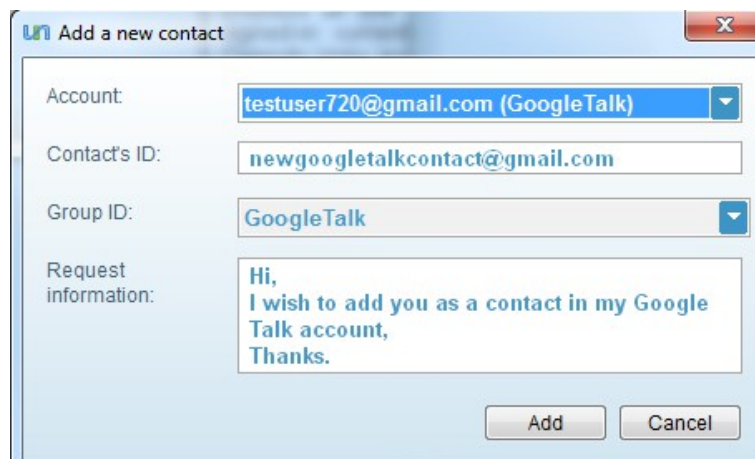 un Add a new contact
Account: testuser720@gmail.com (GoogleTalk)
Contact's ID: newgoogletalkcontact@gmail.com
Group ID: GoogleTalk
Request
information:
Hi,
I wish to add you as a contact in my Google
Talk account,
Thanks.
Add Cancel